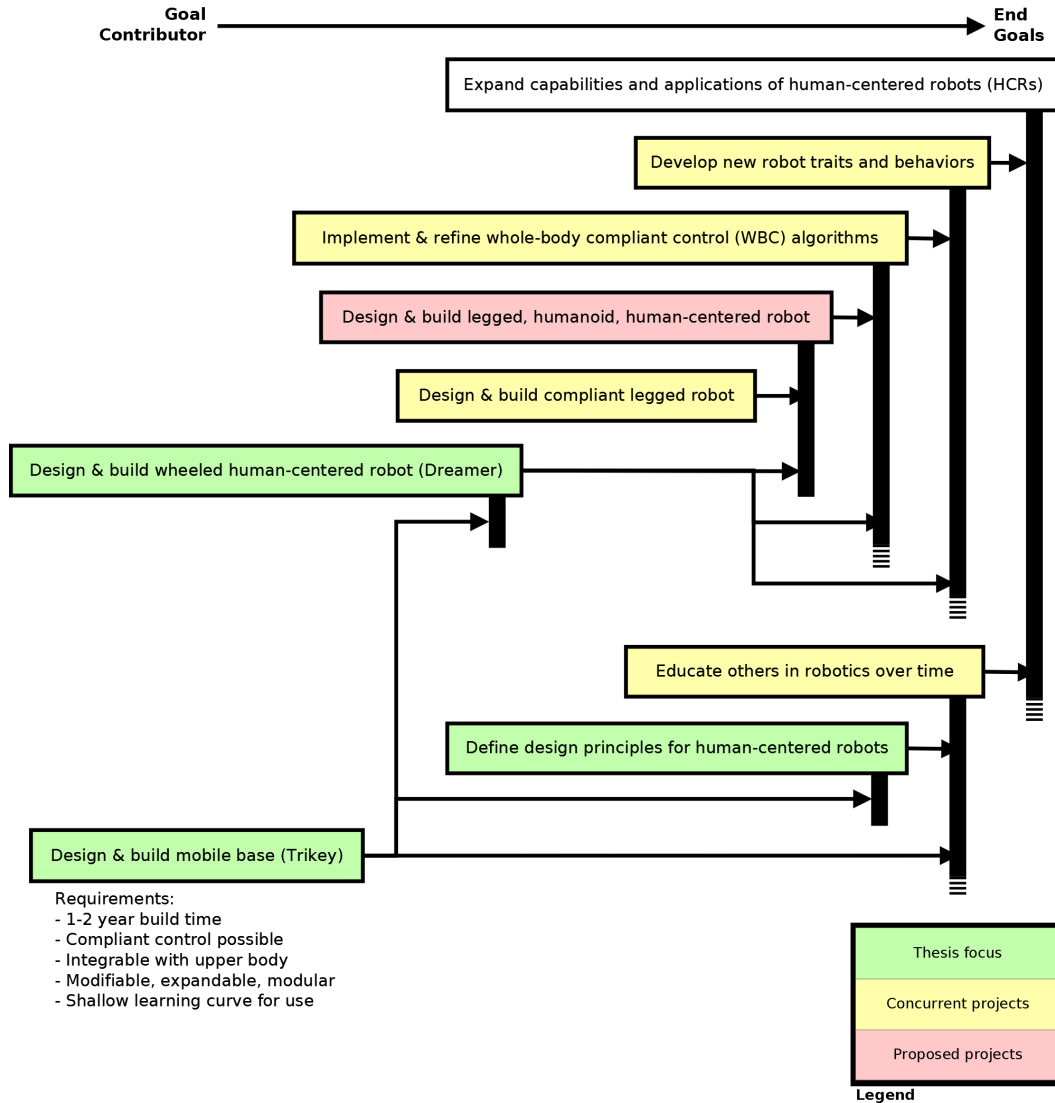 Goal
Contributor
End
Goals
Expand capabilities and applications of human-centered robots (HCRs)
Develop new robot traits and behaviors
Implement & refine whole-body compliant control (WBC) algorithms
Design & build legged, humanoid, human-centered robot
Design & build compliant legged robot
Design & build wheeled human-centered robot (Dreamer)
Educate others in robotics over time
Define design principles for human-centered robots
Design & build mobile base (Trikey)
Requirements:
- 1-2 year build time
- Compliant control possible
- Integrable with upper body
- Modifiable, expandable, modular
- Shallow learning curve for use
Thesis focus
Concurrent projects
Proposed projects
Legend